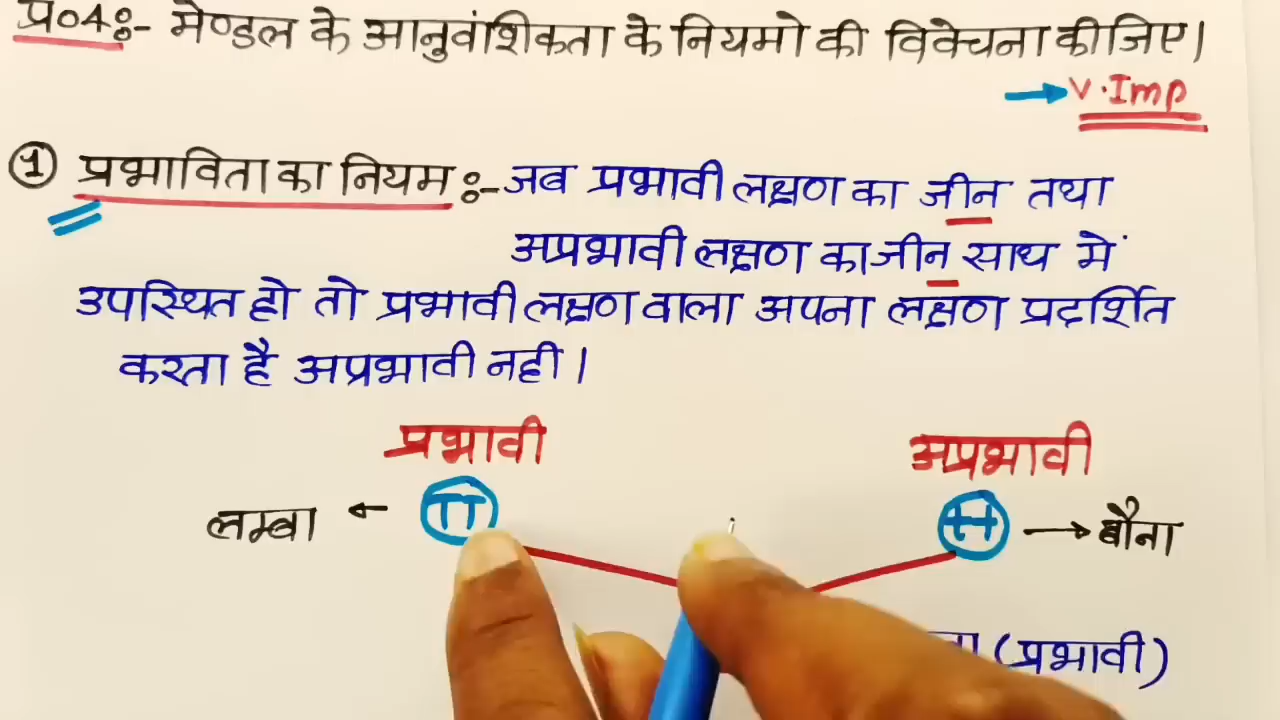 प्र०4ः- मेण्डल के आनुवंशिकता के नियमो की विवेचना कीजिए।
→ V.Imp
① प्रभाविता का नियम ः- जब प्रभावी लक्षण का जीन तथा
अप्रभावी लक्षण का जीन साथ में
उपस्थित हो तो प्रभावी लक्षण वाला अपना लक्षण प्रदर्शित
करता है अप्रभावी नही।
प्रभावी अप्रभावी
लम्बा ← TT tt → बौना
(प्रभावी)